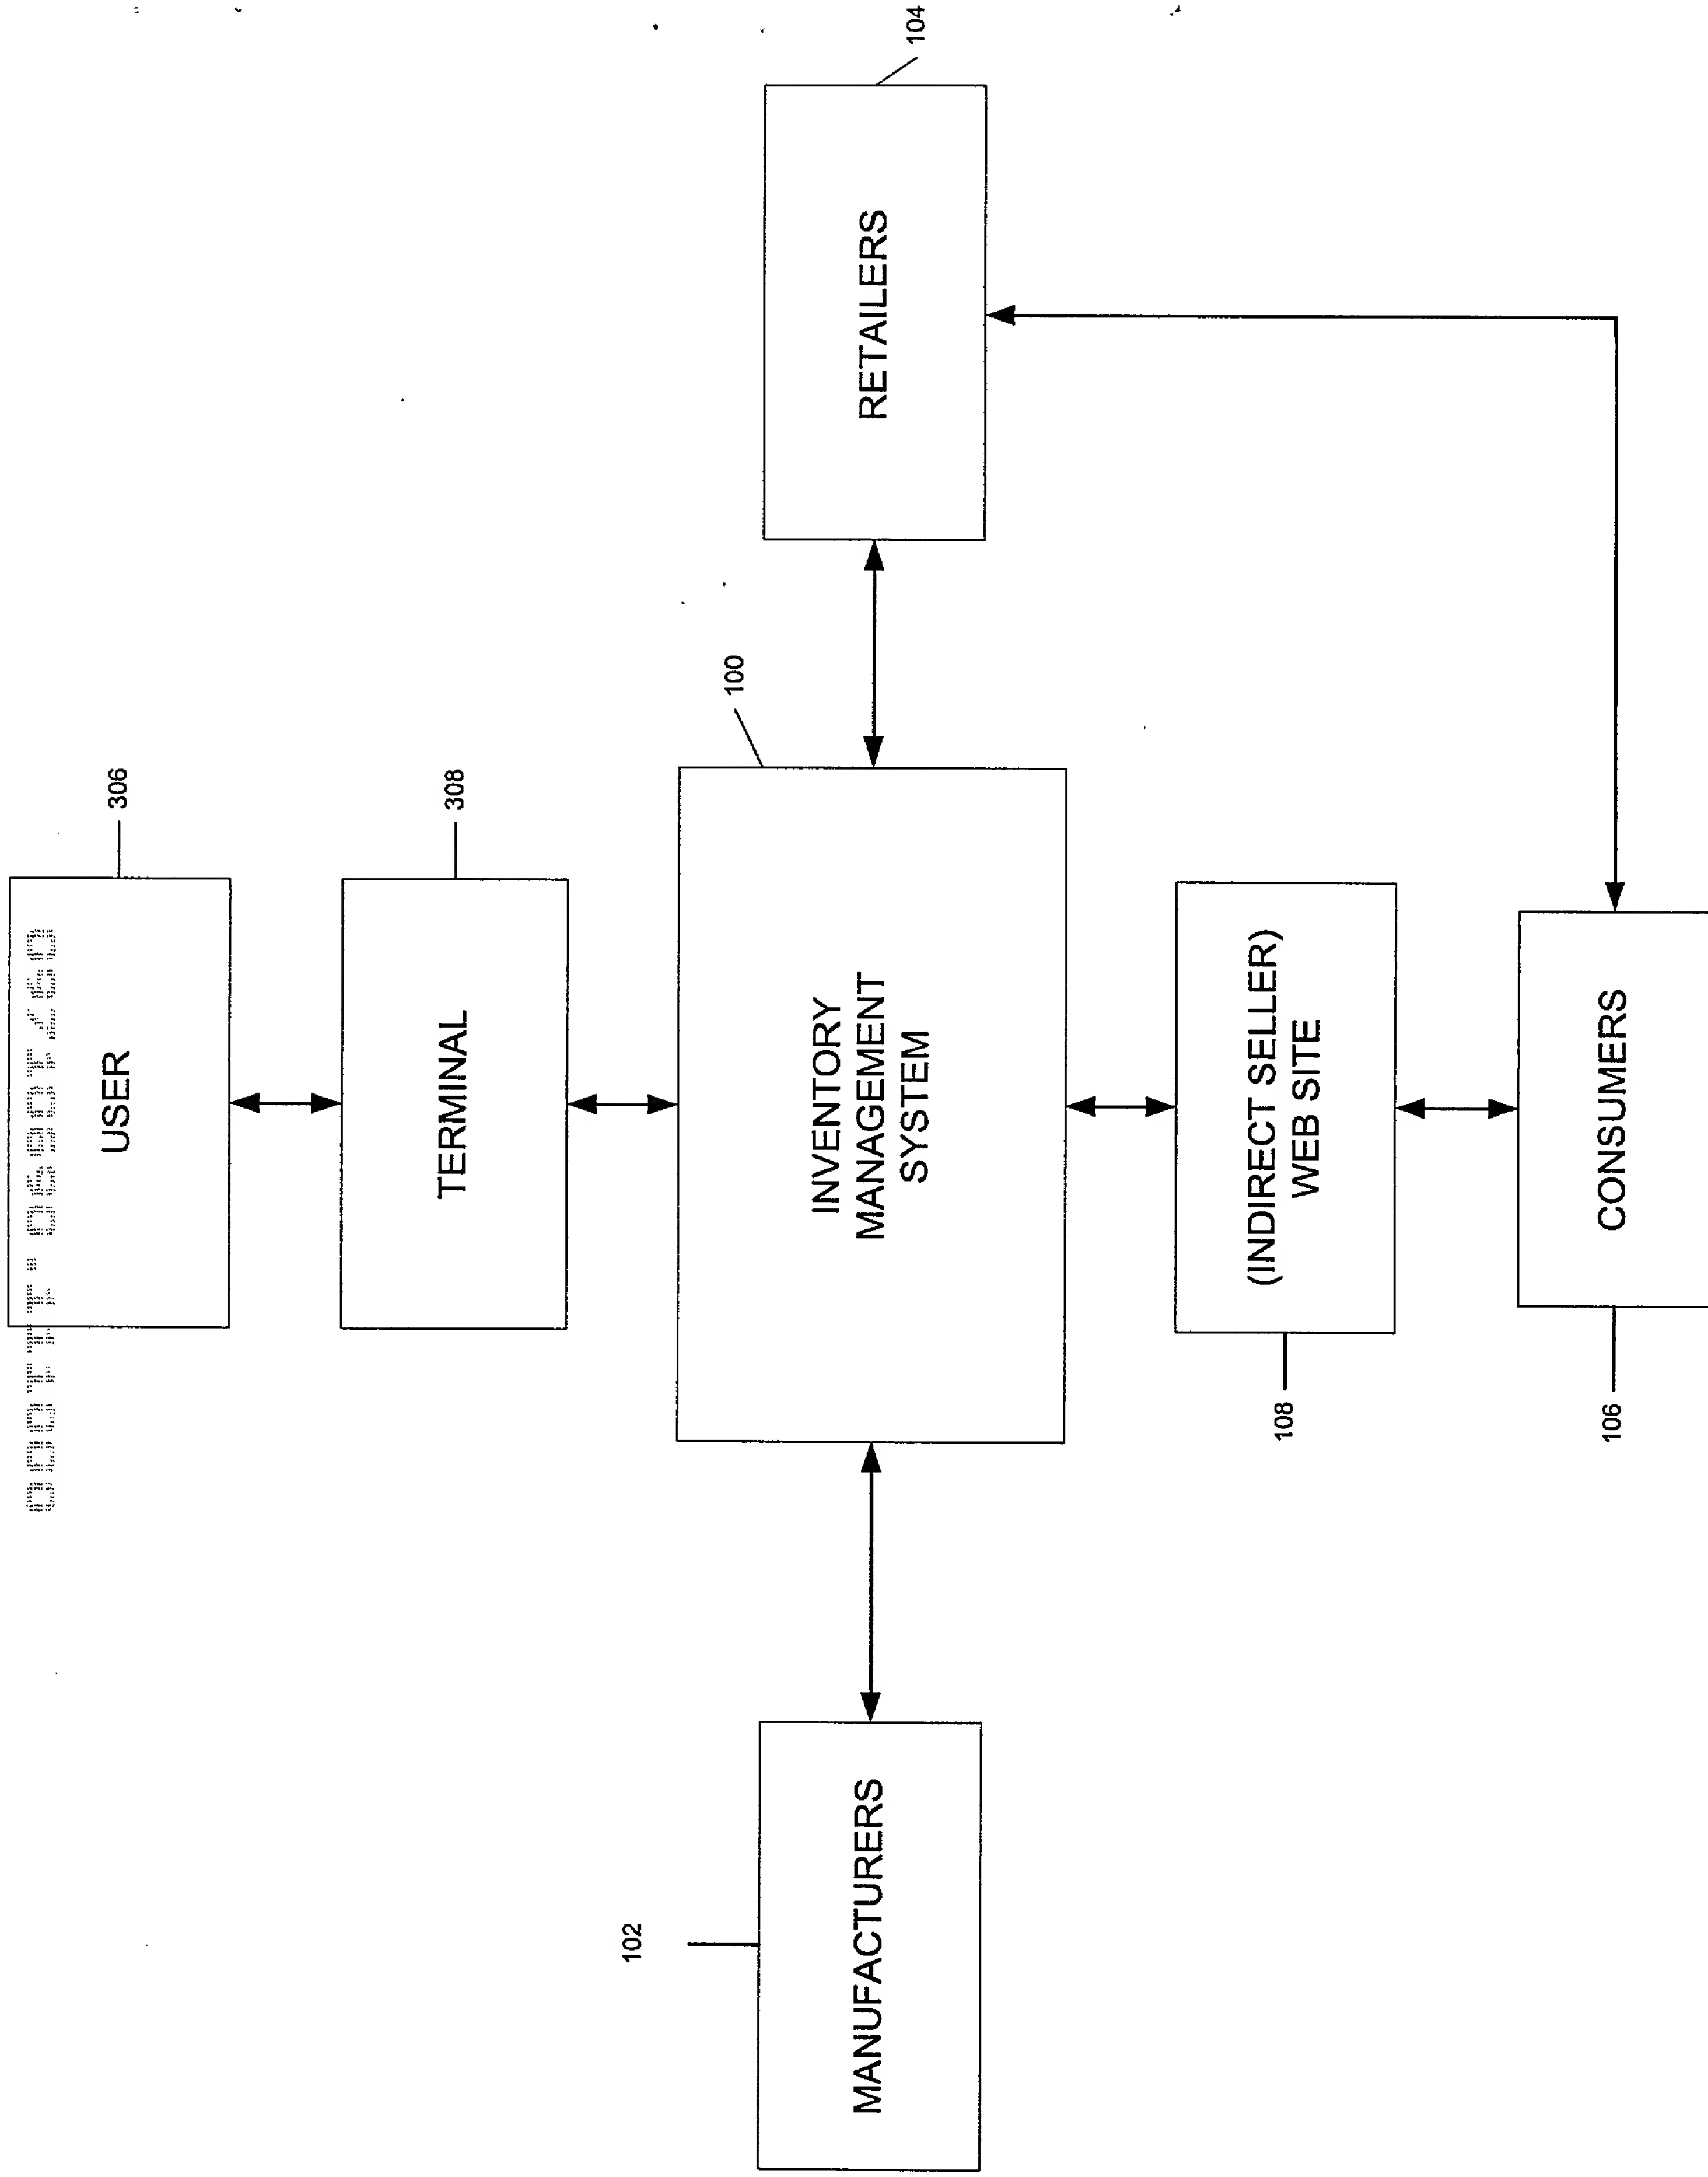 USER
306
TERMINAL
308
INVENTORY
MANAGEMENT
SYSTEM
100
MANUFACTURERS
102
RETAILERS
104
(INDIRECT SELLER)
WEB SITE
108
CONSUMERS
106